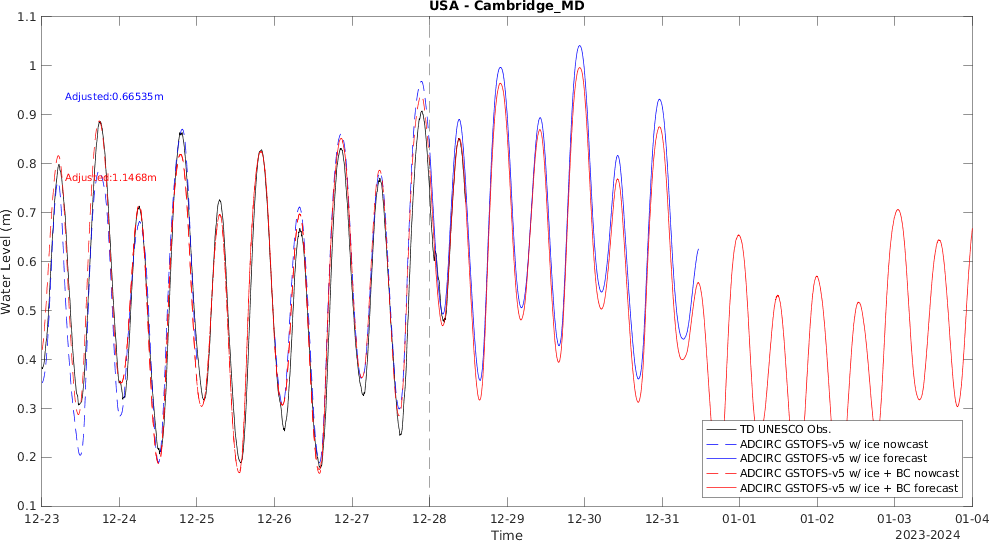 USA - Cambridge_MD
1.1
1
0.9
0.8
0.7
0.6
0.5
0.4
0.3
0.2
0.1
Water Level (m)
Adjusted:0.66535m
Adjusted:1.1468m
TD UNESCO Obs.
ADCIRC GSTOFS-v5 w/ ice nowcast
ADCIRC GSTOFS-v5 w/ ice forecast
ADCIRC GSTOFS-v5 w/ ice + BC nowcast
ADCIRC GSTOFS-v5 w/ ice + BC forecast
12-23 12-24 12-25 12-26 12-27 12-28 12-29 12-30 12-31 01-01 01-02 01-03 01-04
Time
2023-2024